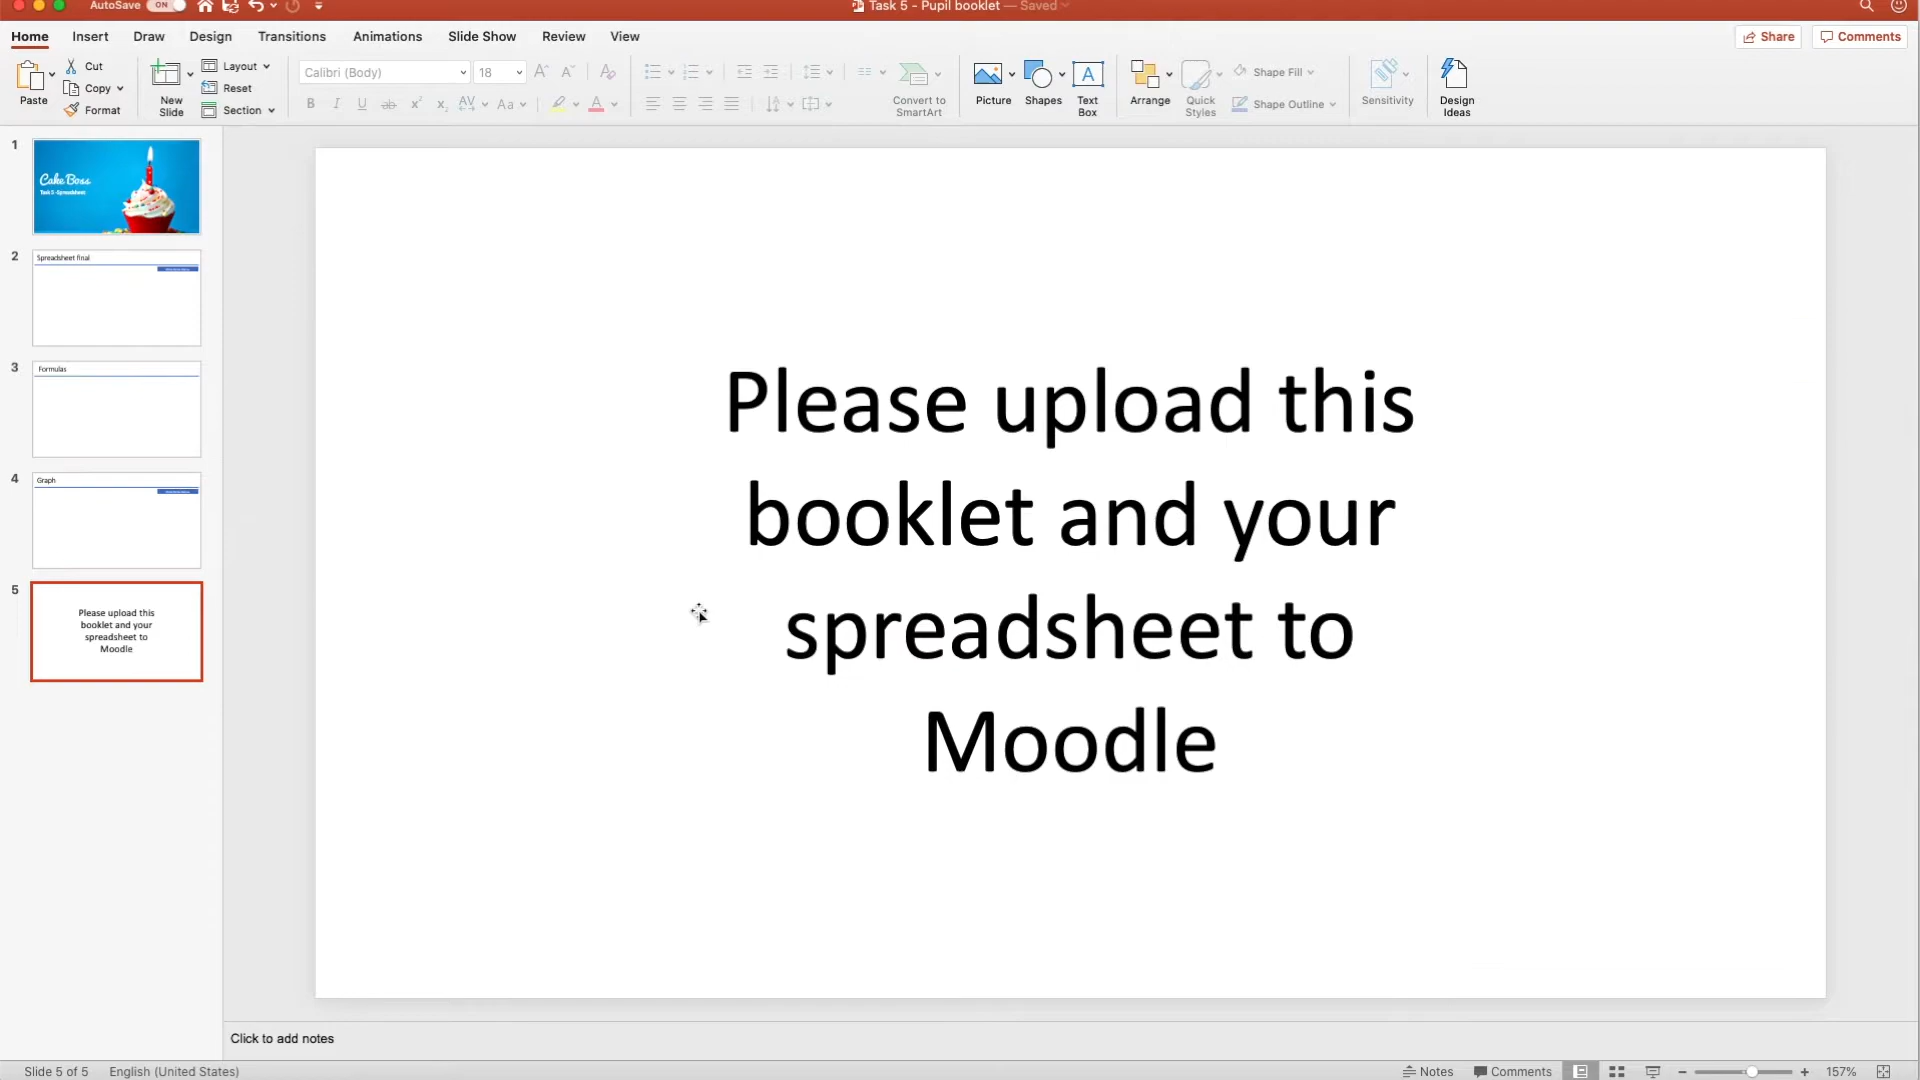 AutoSave ON
Task 5 - Pupil booklet — Saved
Home Insert Draw Design Transitions Animations Slide Show Review View Share Comments
Paste
Cut
Copy
Format
New Slide
Layout
Reset
Section
Calibri (Body) 18
Convert to SmartArt
Picture
Shapes
Text Box
Arrange
Quick Styles
Shape Fill
Shape Outline
Sensitivity
Design Ideas
1
Cake Boss
Task 5 -Spreadsheet
2
Spreadsheet final
3
Formulas
4
Graph
5
Please upload this
booklet and your
spreadsheet to
Moodle
Please upload this
booklet and your
spreadsheet to
Moodle
Click to add notes
Slide 5 of 5 English (United States) Notes Comments 157%